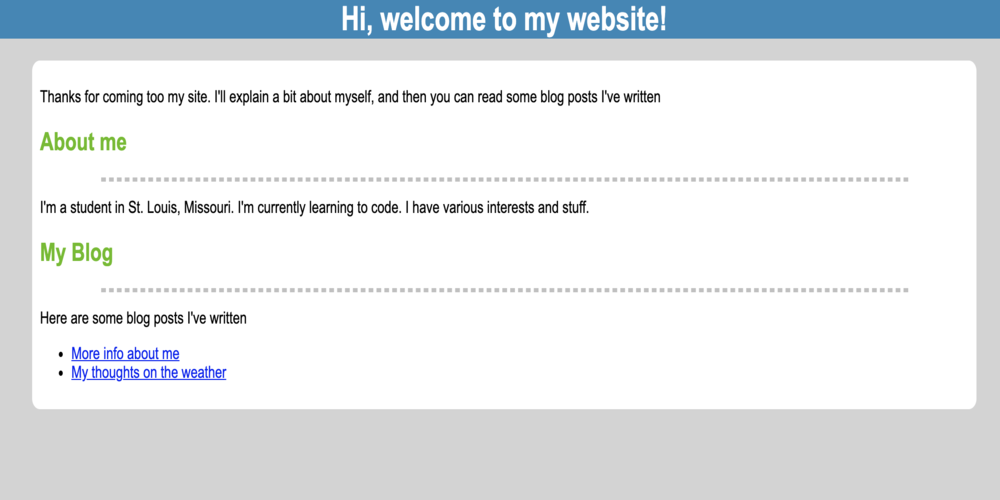 Hi, welcome to my website!
Thanks for coming too my site. I'll explain a bit about myself, and then you can read some blog posts I've written
About me
I'm a student in St. Louis, Missouri. I'm currently learning to code. I have various interests and stuff.
My Blog
Here are some blog posts I've written
More info about me
My thoughts on the weather